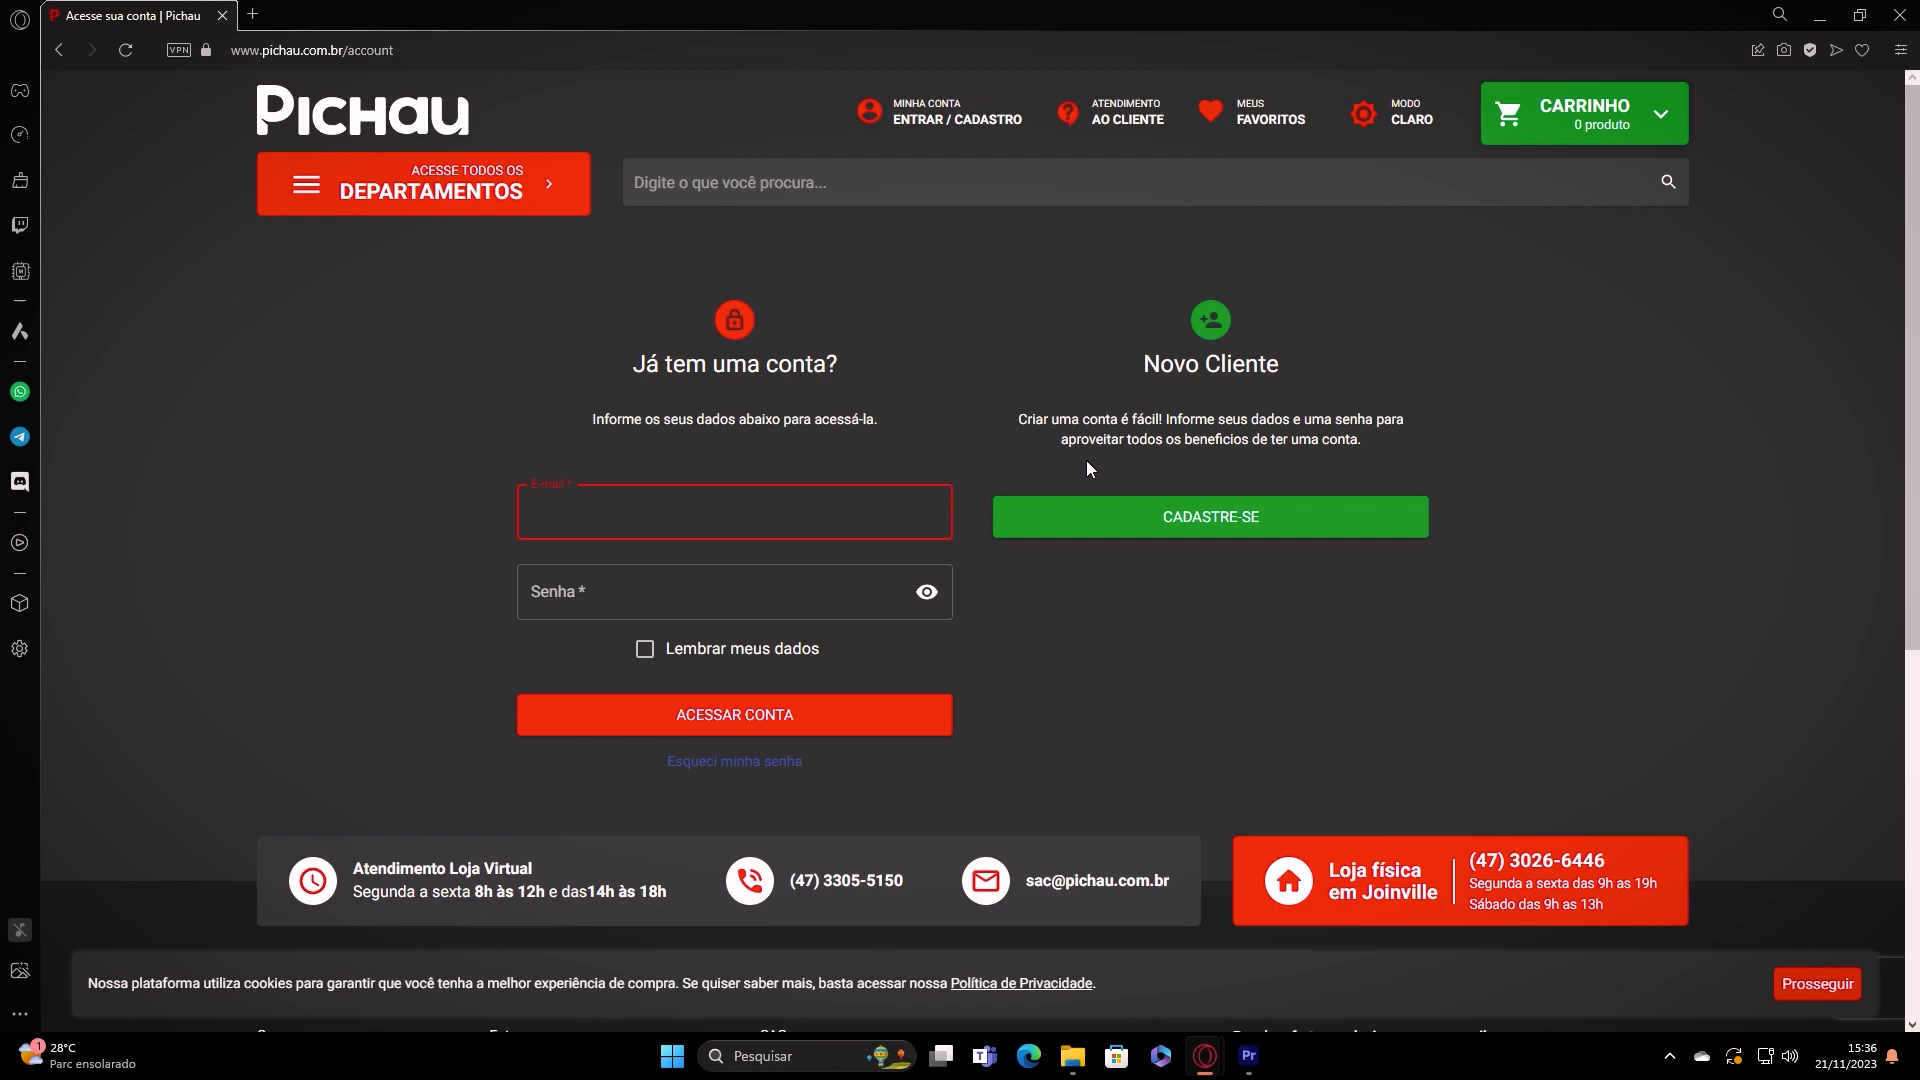 Acesse sua conta | Pichau
VPN
www.pichau.com.br/account
PICHAU
MINHA CONTA
ENTRAR / CADASTRO
ATENDIMENTO
AO CLIENTE
MEUS
FAVORITOS
MODO
CLARO
CARRINHO
0 produto
ACESSE TODOS OS
DEPARTAMENTOS
Digite o que você procura...
Já tem uma conta?
Informe os seus dados abaixo para acessá-la.
E-mail *
Senha *
Lembrar meus dados
ACESSAR CONTA
Esqueci minha senha
Novo Cliente
Criar uma conta é fácil! Informe seus dados e uma senha para
aproveitar todos os beneficios de ter uma conta.
CADASTRE-SE
Atendimento Loja Virtual
Segunda a sexta 8h às 12h e das14h às 18h
(47) 3305-5150
sac@pichau.com.br
Loja física
em Joinville
(47) 3026-6446
Segunda a sexta das 9h as 19h
Sábado das 9h as 13h
Nossa plataforma utiliza cookies para garantir que você tenha a melhor experiência de compra. Se quiser saber mais, basta acessar nossa Política de Privacidade.
Prosseguir
1
28°C
Parc ensolarado
Pesquisar
Pr
15:36
21/11/2023